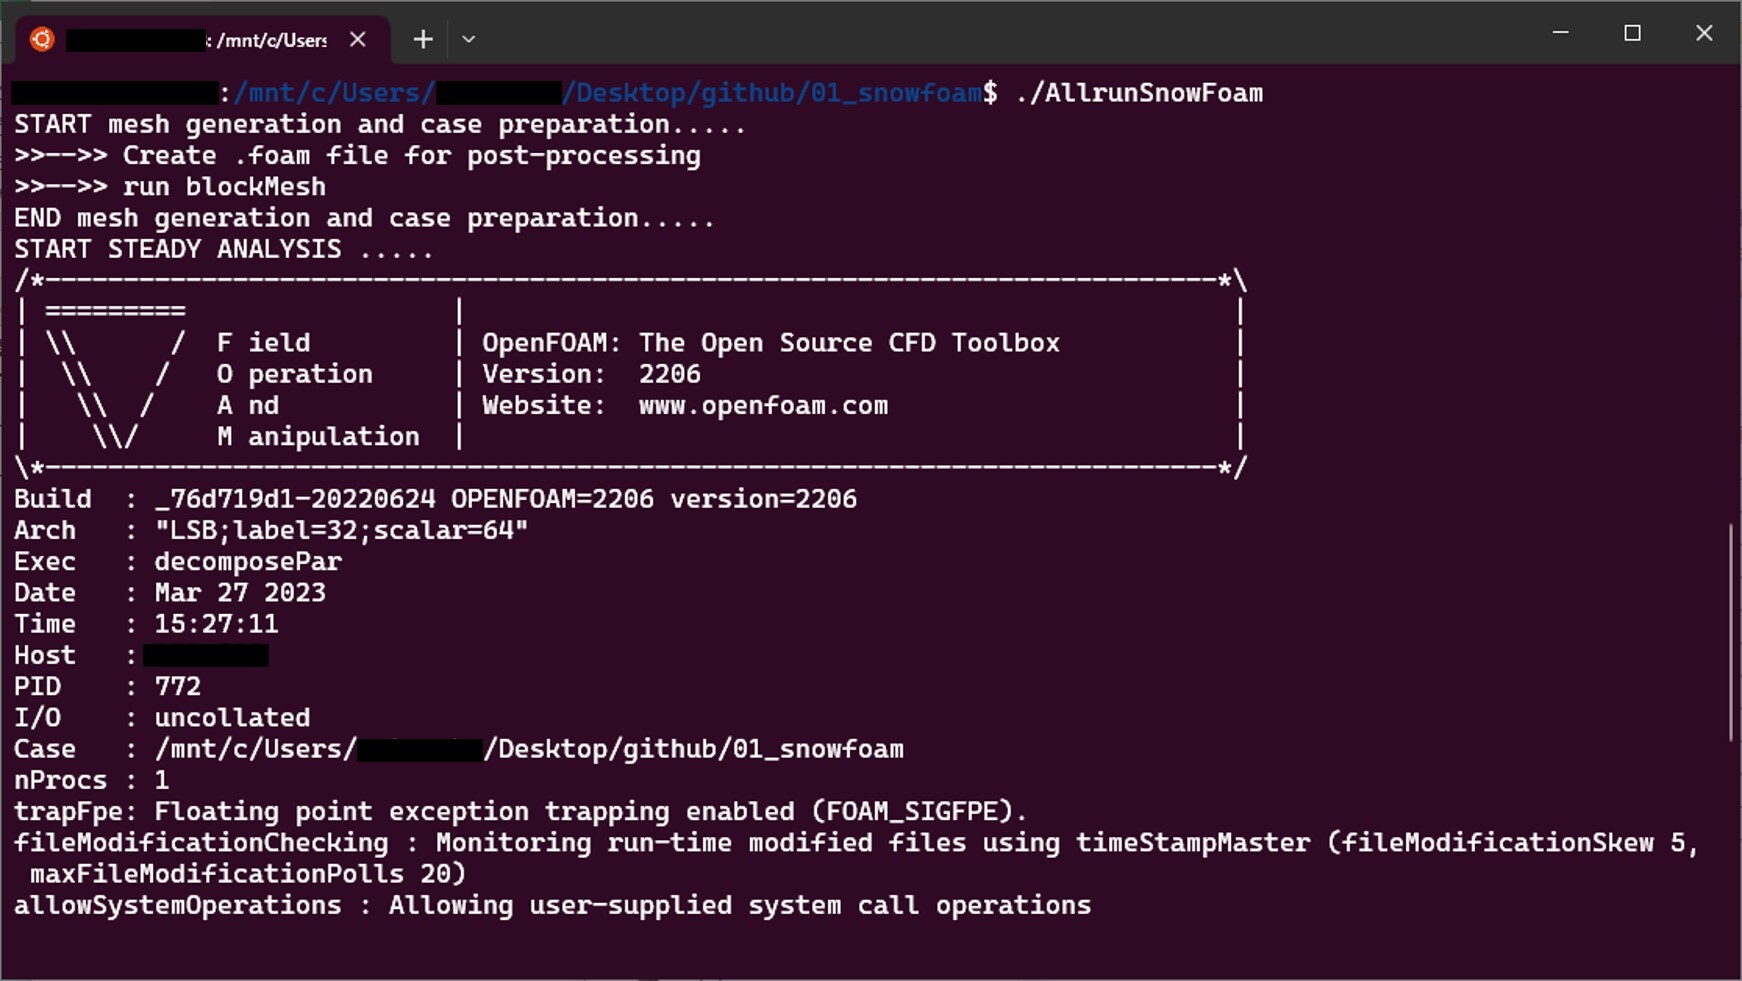 : /mnt/c/Users
:/mnt/c/Users/ /Desktop/github/01_snowfoam$ ./AllrunSnowFoam
START mesh generation and case preparation.....
>>-->> Create .foam file for post-processing
>>-->> run blockMesh
END mesh generation and case preparation.....
START STEADY ANALYSIS .....
/*---------------------------------------------------------------------------*\
| =========                 |                                                 |
| \\      /  F ield         | OpenFOAM: The Open Source CFD Toolbox           |
|  \\    /   O peration     | Version:  2206                                  |
|   \\  /    A nd           | Website:  www.openfoam.com                      |
|    \\/     M anipulation  |                                                 |
\*---------------------------------------------------------------------------*/
Build  : _76d719d1-20220624 OPENFOAM=2206 version=2206
Arch   : "LSB;label=32;scalar=64"
Exec   : decomposePar
Date   : Mar 27 2023
Time   : 15:27:11
Host   :
PID    : 772
I/O    : uncollated
Case   : /mnt/c/Users/ /Desktop/github/01_snowfoam
nProcs : 1
trapFpe: Floating point exception trapping enabled (FOAM_SIGFPE).
fileModificationChecking : Monitoring run-time modified files using timeStampMaster (fileModificationSkew 5,
 maxFileModificationPolls 20)
allowSystemOperations : Allowing user-supplied system call operations